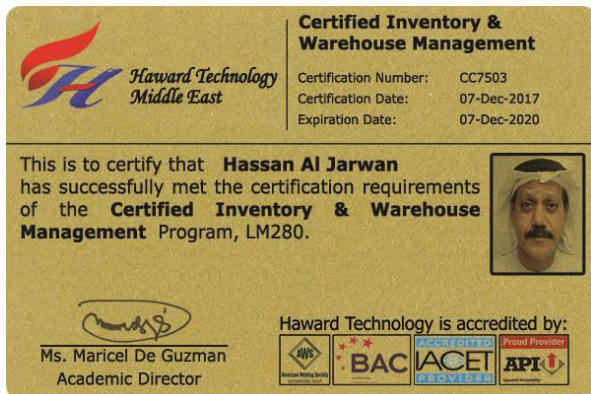 Haward Technology
Middle East
Certified Inventory &
Warehouse Management
Certification Number: CC7503
Certification Date: 07-Dec-2017
Expiration Date: 07-Dec-2020
This is to certify that Hassan Al Jarwan
has successfully met the certification requirements
of the Certified Inventory & Warehouse
Management Program, LM280.
Ms. Maricel De Guzman
Academic Director
Haward Technology is accredited by:
AWS
American Welding Society
BAC
ACCREDITED
IACET
PROVIDER
Proud Provider
API